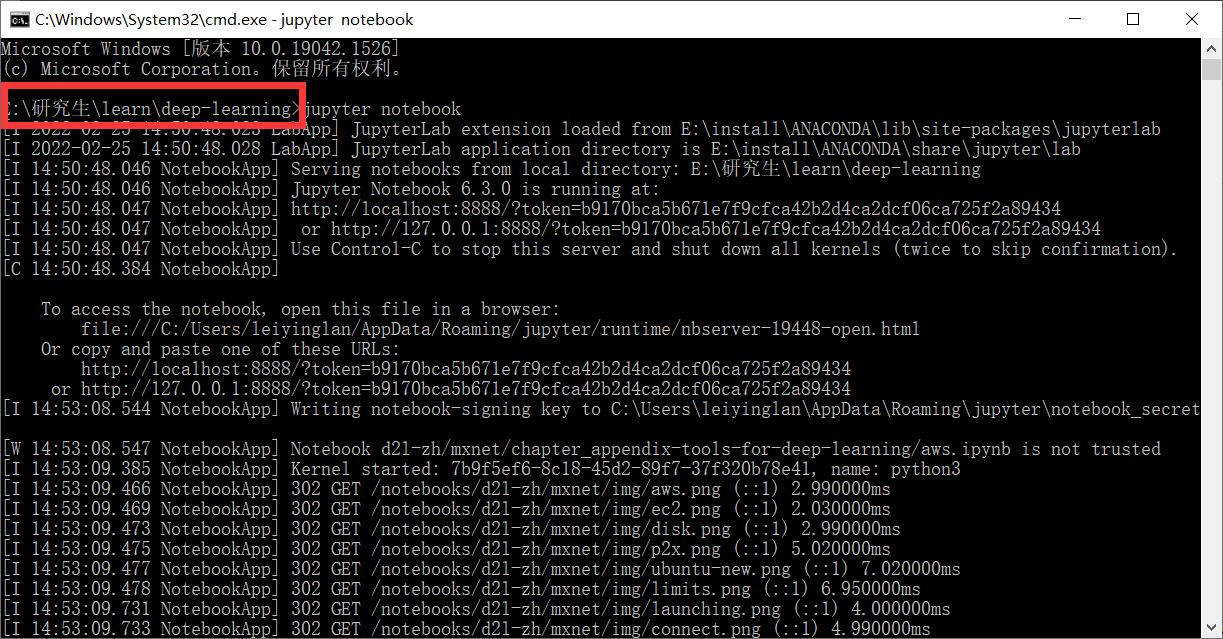 C:\Windows\System32\cmd.exe - jupyter notebook
Microsoft Windows [版本 10.0.19042.1526]
(c) Microsoft Corporation。保留所有权利。
E:\研究生\learn\deep-learning>jupyter notebook
[I 2022-02-25 14:50:48.023 LabApp] JupyterLab extension loaded from E:\install\ANACONDA\lib\site-packages\jupyterlab
[I 2022-02-25 14:50:48.028 LabApp] JupyterLab application directory is E:\install\ANACONDA\share\jupyter\lab
[I 14:50:48.046 NotebookApp] Serving notebooks from local directory: E:\研究生\learn\deep-learning
[I 14:50:48.046 NotebookApp] Jupyter Notebook 6.3.0 is running at:
[I 14:50:48.047 NotebookApp] http://localhost:8888/?token=b9170bca5b671e7f9cfca42b2d4ca2dcf06ca725f2a89434
[I 14:50:48.047 NotebookApp]  or http://127.0.0.1:8888/?token=b9170bca5b671e7f9cfca42b2d4ca2dcf06ca725f2a89434
[I 14:50:48.047 NotebookApp] Use Control-C to stop this server and shut down all kernels (twice to skip confirmation).
[C 14:50:48.384 NotebookApp]
To access the notebook, open this file in a browser:
file:///C:/Users/leiyinglan/AppData/Roaming/jupyter/runtime/nbserver-19448-open.html
Or copy and paste one of these URLs:
http://localhost:8888/?token=b9170bca5b671e7f9cfca42b2d4ca2dcf06ca725f2a89434
or http://127.0.0.1:8888/?token=b9170bca5b671e7f9cfca42b2d4ca2dcf06ca725f2a89434
[I 14:53:08.544 NotebookApp] Writing notebook-signing key to C:\Users\leiyinglan\AppData\Roaming\jupyter\notebook_secret
[W 14:53:08.547 NotebookApp] Notebook d2l-zh/mxnet/chapter_appendix-tools-for-deep-learning/aws.ipynb is not trusted
[I 14:53:09.385 NotebookApp] Kernel started: 7b9f5ef6-8c18-45d2-89f7-37f320b78e41, name: python3
[I 14:53:09.466 NotebookApp] 302 GET /notebooks/d2l-zh/mxnet/img/aws.png (::1) 2.990000ms
[I 14:53:09.469 NotebookApp] 302 GET /notebooks/d2l-zh/mxnet/img/ec2.png (::1) 2.030000ms
[I 14:53:09.473 NotebookApp] 302 GET /notebooks/d2l-zh/mxnet/img/disk.png (::1) 2.990000ms
[I 14:53:09.475 NotebookApp] 302 GET /notebooks/d2l-zh/mxnet/img/p2x.png (::1) 5.020000ms
[I 14:53:09.477 NotebookApp] 302 GET /notebooks/d2l-zh/mxnet/img/ubuntu-new.png (::1) 7.020000ms
[I 14:53:09.478 NotebookApp] 302 GET /notebooks/d2l-zh/mxnet/img/limits.png (::1) 6.950000ms
[I 14:53:09.731 NotebookApp] 302 GET /notebooks/d2l-zh/mxnet/img/launching.png (::1) 4.000000ms
[I 14:53:09.733 NotebookApp] 302 GET /notebooks/d2l-zh/mxnet/img/connect.png (::1) 4.990000ms